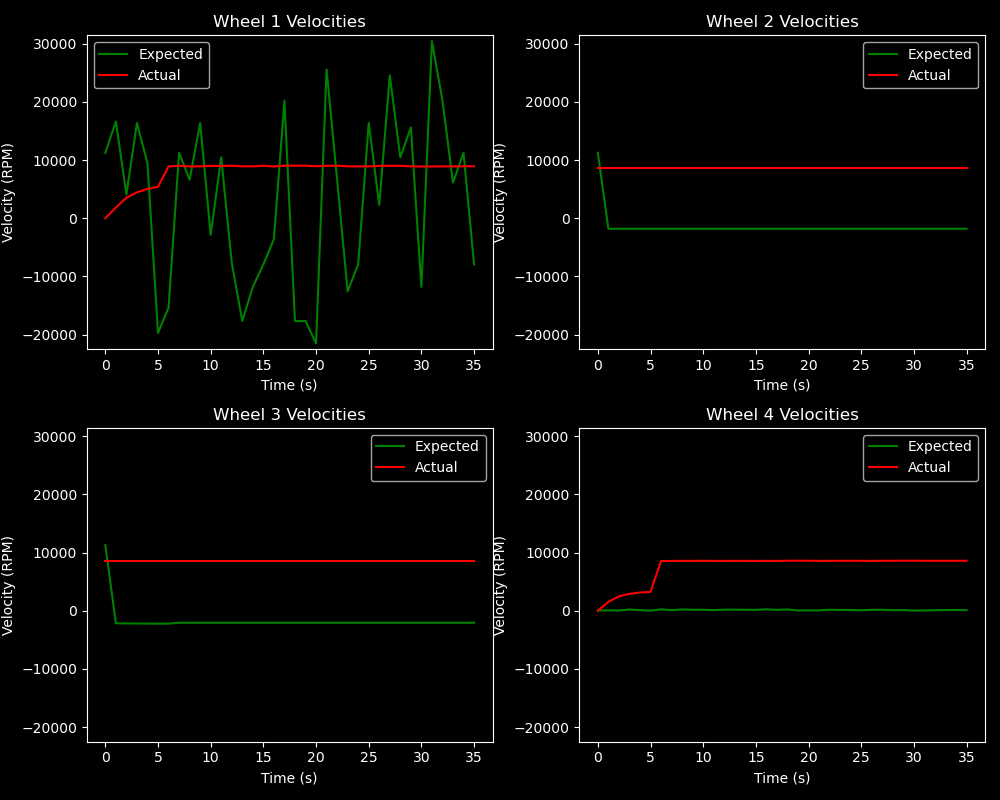 Wheel 1 Velocities
Expected
Actual
30000
20000
10000
0
−10000
−20000
Velocity (RPM)
0 5 10 15 20 25 30 35
Time (s)
Wheel 2 Velocities
Expected
Actual
30000
20000
10000
0
−10000
−20000
Velocity (RPM)
0 5 10 15 20 25 30 35
Time (s)
Wheel 3 Velocities
Expected
Actual
30000
20000
10000
0
−10000
−20000
Velocity (RPM)
0 5 10 15 20 25 30 35
Time (s)
Wheel 4 Velocities
Expected
Actual
30000
20000
10000
0
−10000
−20000
Velocity (RPM)
0 5 10 15 20 25 30 35
Time (s)